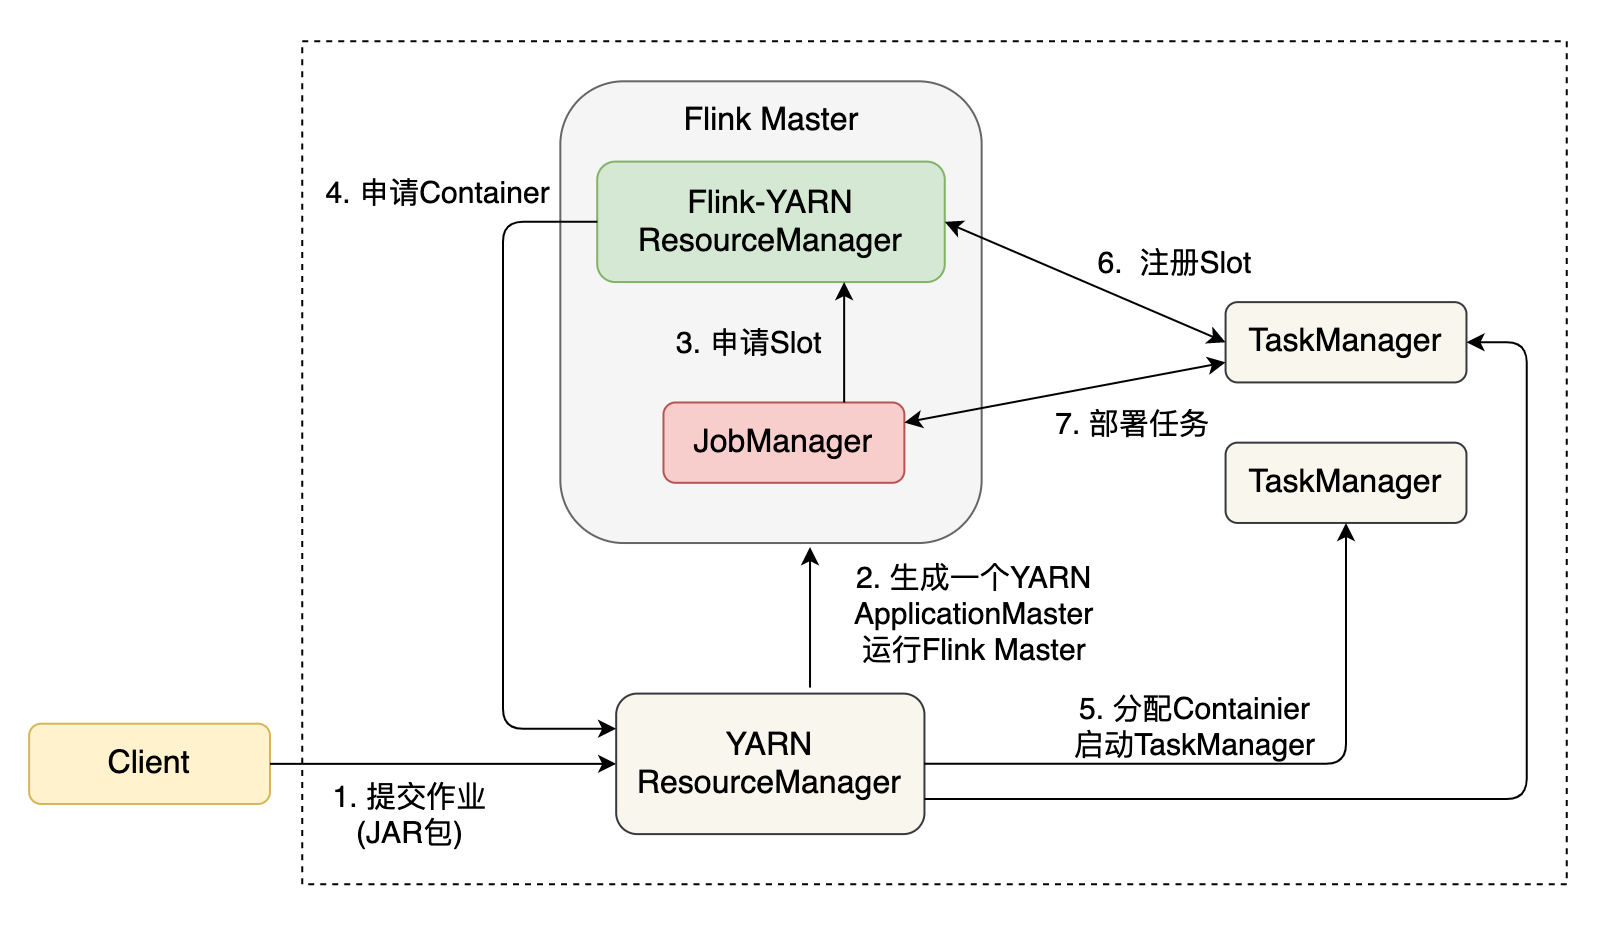 Flink Master
4. 申请Container
Flink-YARN
ResourceManager
6. 注册Slot
3. 申请Slot
TaskManager
7. 部署任务
JobManager
TaskManager
2. 生成一个YARN
ApplicationMaster
运行Flink Master
5. 分配Containier
启动TaskManager
Client
YARN
ResourceManager
1. 提交作业
(JAR包)